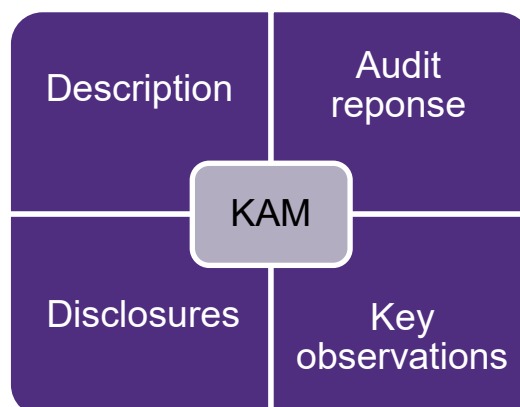 Description
Audit
reponse
KAM
Disclosures
Key
observations